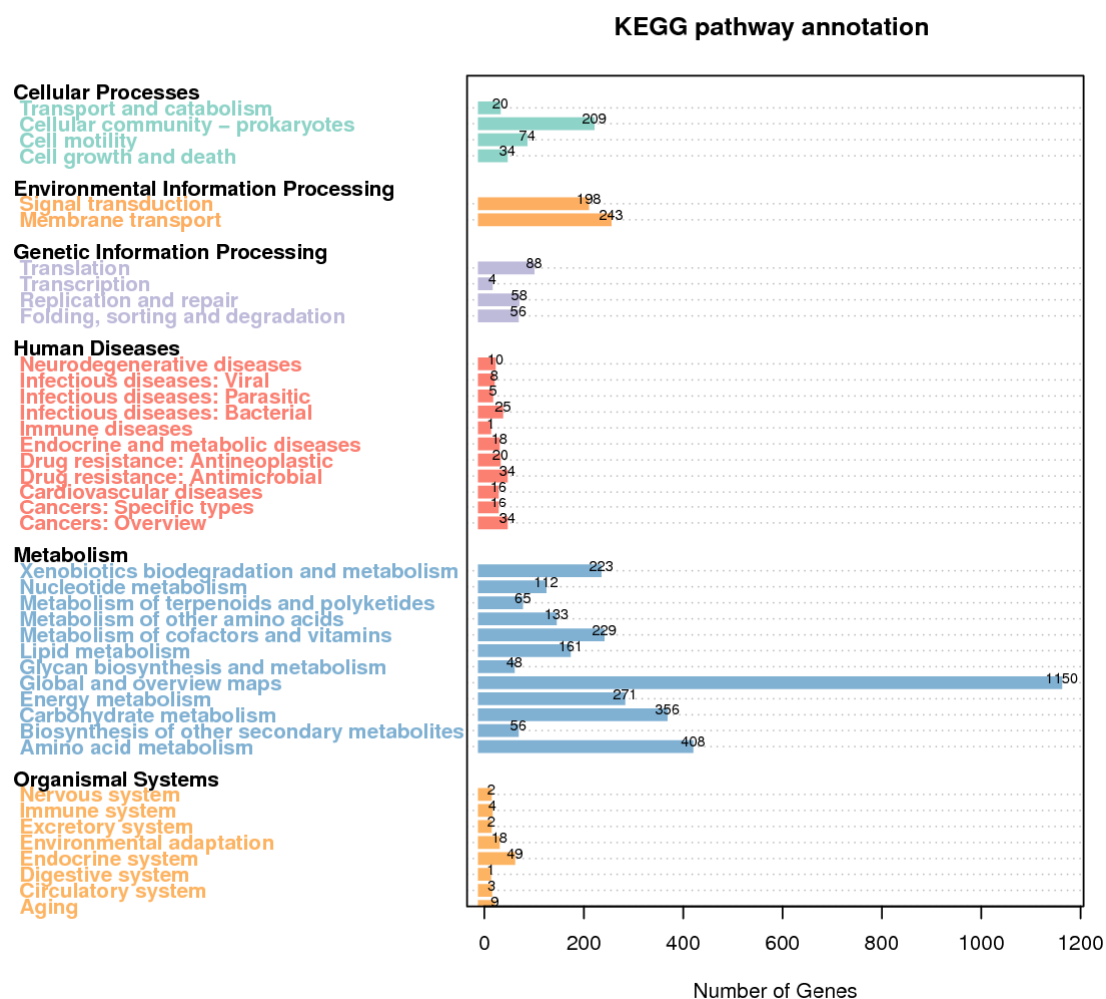 KEGG pathway annotation
Cellular Processes
Transport and catabolism 20
Cellular community − prokaryotes 209
Cell motility 74
Cell growth and death 34
Environmental Information Processing
Signal transduction 198
Membrane transport 243
Genetic Information Processing
Translation 88
Transcription 4
Replication and repair 58
Folding, sorting and degradation 56
Human Diseases
Neurodegenerative diseases 10
Infectious diseases: Viral 8
Infectious diseases: Parasitic 5
Infectious diseases: Bacterial 25
Immune diseases 1
Endocrine and metabolic diseases 18
Drug resistance: Antineoplastic 20
Drug resistance: Antimicrobial 34
Cardiovascular diseases 16
Cancers: Specific types 16
Cancers: Overview 34
Metabolism
Xenobiotics biodegradation and metabolism 223
Nucleotide metabolism 112
Metabolism of terpenoids and polyketides 65
Metabolism of other amino acids 133
Metabolism of cofactors and vitamins 229
Lipid metabolism 161
Glycan biosynthesis and metabolism 48
Global and overview maps 1150
Energy metabolism 271
Carbohydrate metabolism 356
Biosynthesis of other secondary metabolites 56
Amino acid metabolism 408
Organismal Systems
Nervous system 2
Immune system 4
Excretory system 2
Environmental adaptation 18
Endocrine system 49
Digestive system 1
Circulatory system 3
Aging 9
0 200 400 600 800 1000 1200
Number of Genes